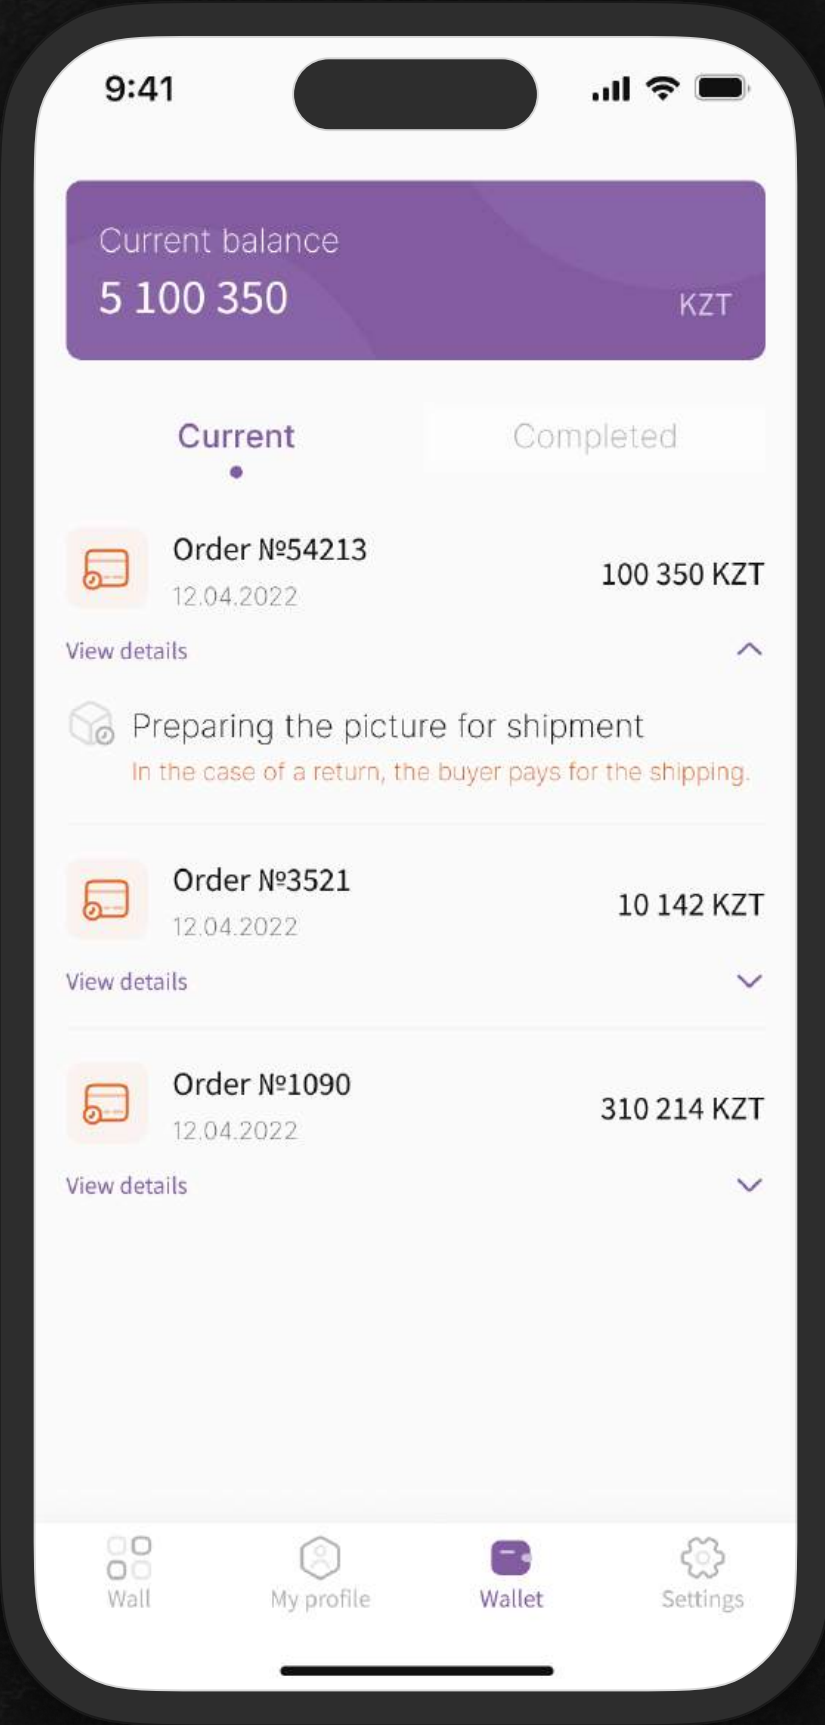 9:41
Current balance
5 100 350
KZT
Current
Completed
Order №54213
12.04.2022
100 350 KZT
View details
Preparing the picture for shipment
In the case of a return, the buyer pays for the shipping.
Order №3521
12.04.2022
10 142 KZT
View details
Order №1090
12.04.2022
310 214 KZT
View details
Wall
My profile
Wallet
Settings